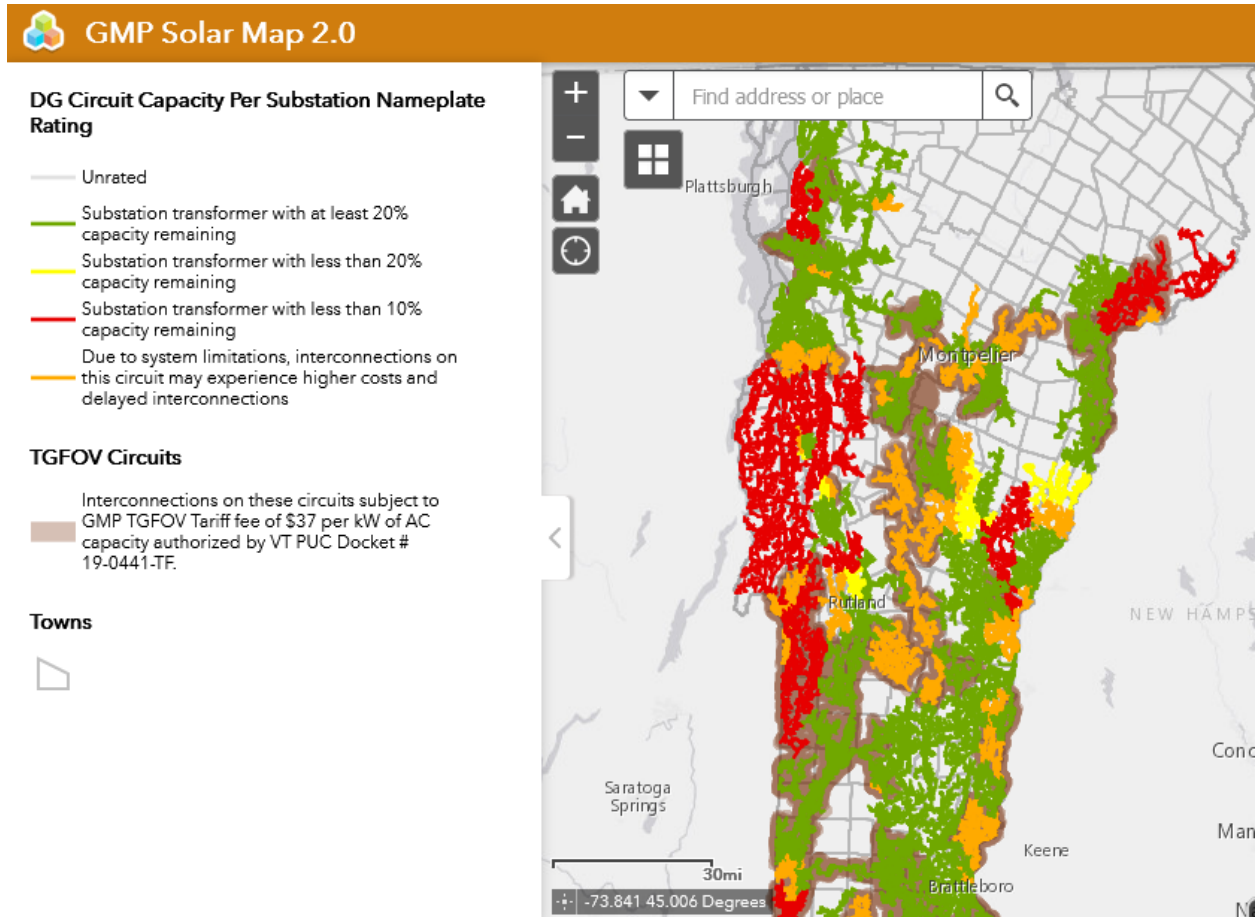 GMP Solar Map 2.0
DG Circuit Capacity Per Substation Nameplate
Rating
Unrated
Substation transformer with at least 20%
capacity remaining
Substation transformer with less than 20%
capacity remaining
Substation transformer with less than 10%
capacity remaining
Due to system limitations, interconnections on
this circuit may experience higher costs and
delayed interconnections
TGFOV Circuits
Interconnections on these circuits subject to
GMP TGFOV Tariff fee of $37 per kW of AC
capacity authorized by VT PUC Docket #
19-0441-TF.
Towns
+
−
Find address or place
Plattsburgh
Montpelier
Rutland
NEW HAMPS
Conc
Saratoga
Springs
Man
Keene
30mi
Brattleboro
-73.841 45.006 Degrees
N